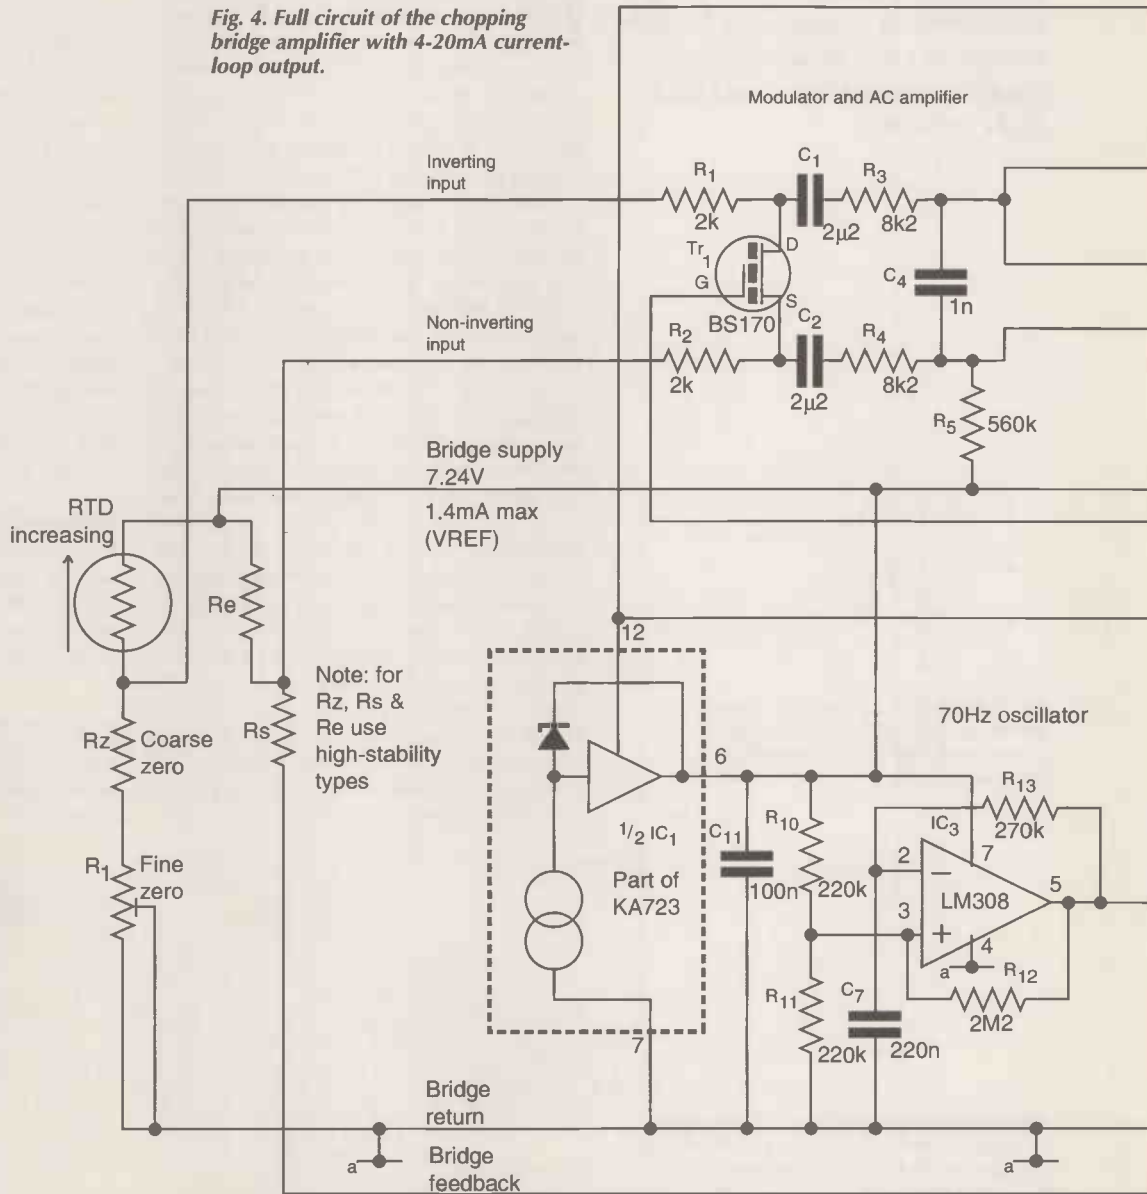 Fig. 4. Full circuit of the chopping
bridge amplifier with 4-20mA current-
loop output.
Modulator and AC amplifier
Inverting
input
R1
2k
C1
2µ2
R3
8k2
Tr1
D
G
S
BS170
C4
1n
Non-inverting
input
R2
2k
C2
2µ2
R4
8k2
R5
560k
Bridge supply
7.24V
1.4mA max
(VREF)
RTD
increasing
Re
12
Note: for
Rz, Rs &
Re use
high-stability
types
Rz
Coarse
zero
Rs
70Hz oscillator
6
R13
270k
R1
Fine
zero
1/2 IC1
Part of
KA723
C11
100n
R10
220k
IC3
2
7
−
LM308
5
3
+
4
a
R12
2M2
R11
220k
C7
220n
7
Bridge
return
a
Bridge
feedback
a